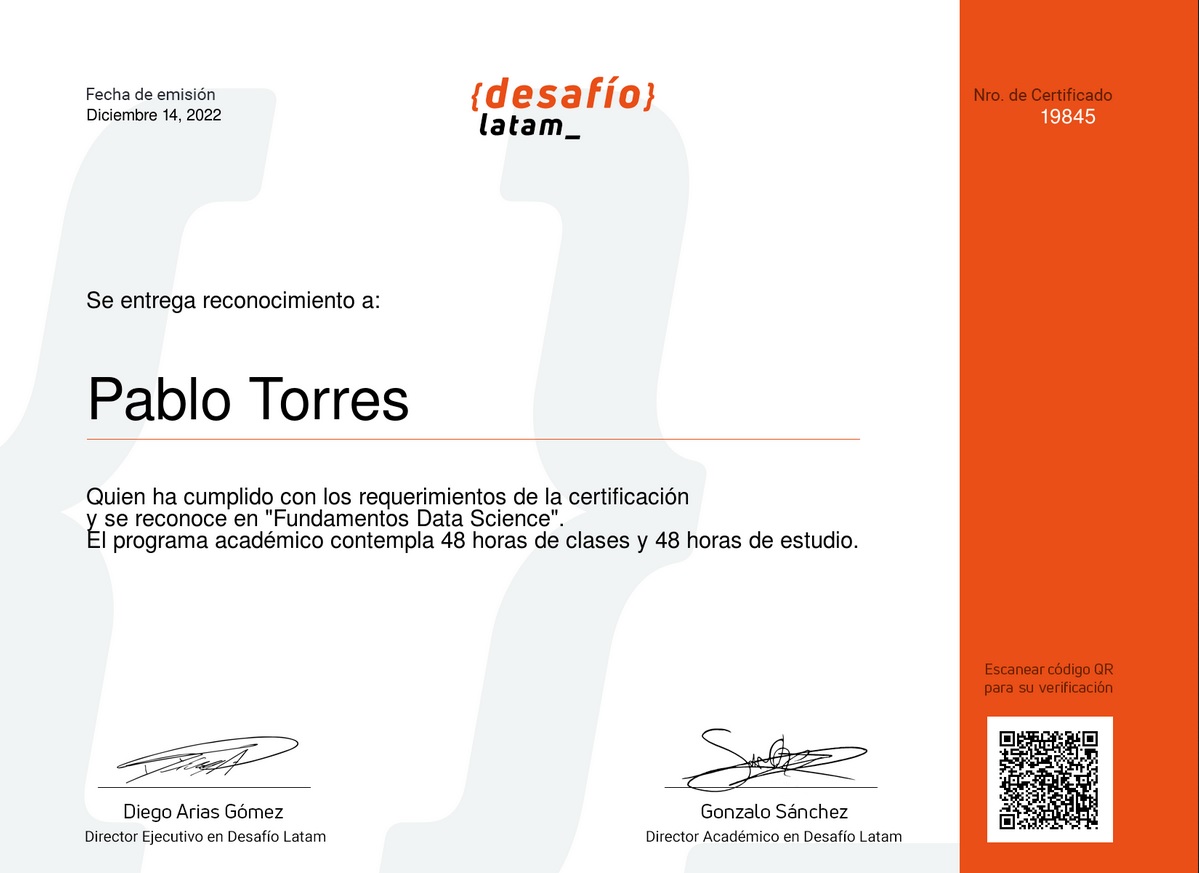 Fecha de emisión
Diciembre 14, 2022
{desafío}
latam_
Nro. de Certificado
19845
Se entrega reconocimiento a:
Pablo Torres
Quien ha cumplido con los requerimientos de la certificación
y se reconoce en "Fundamentos Data Science".
El programa académico contempla 48 horas de clases y 48 horas de estudio.
Escanear código QR
para su verificación
Diego Arias Gómez
Director Ejecutivo en Desafío Latam
Gonzalo Sánchez
Director Académico en Desafío Latam